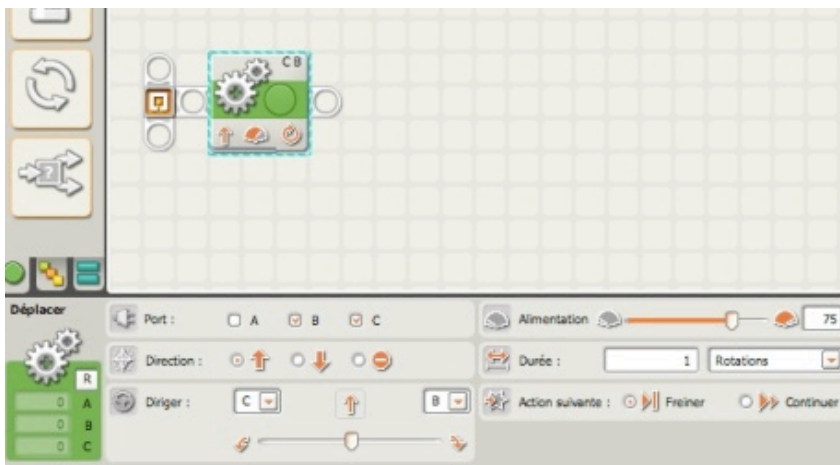 C B
Déplacer
Port : A B C
Alimentation 75
Direction :
Durée : 1 Rotations
R
Diriger : C B
Action suivante : Freiner Continuer
0 A
0 B
0 C